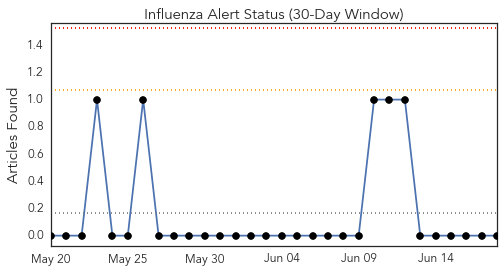 Influenza Alert Status (30-Day Window)
Articles Found
1.4
1.2
1.0
0.8
0.6
0.4
0.2
0.0
May 20
May 25
May 30
Jun 04
Jun 09
Jun 14